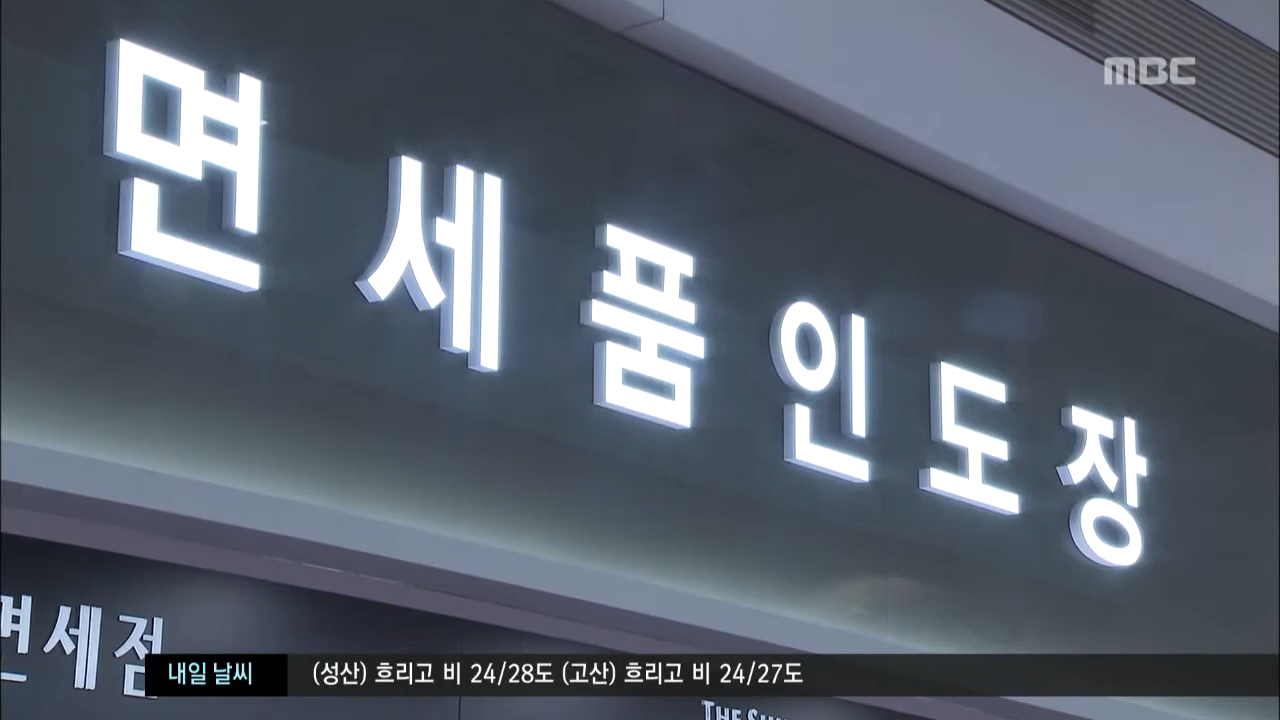 MBC
면세품인도장
면세점
내일 날씨 (성산) 흐리고 비 24/28도 (고산) 흐리고 비 24/27도
THE